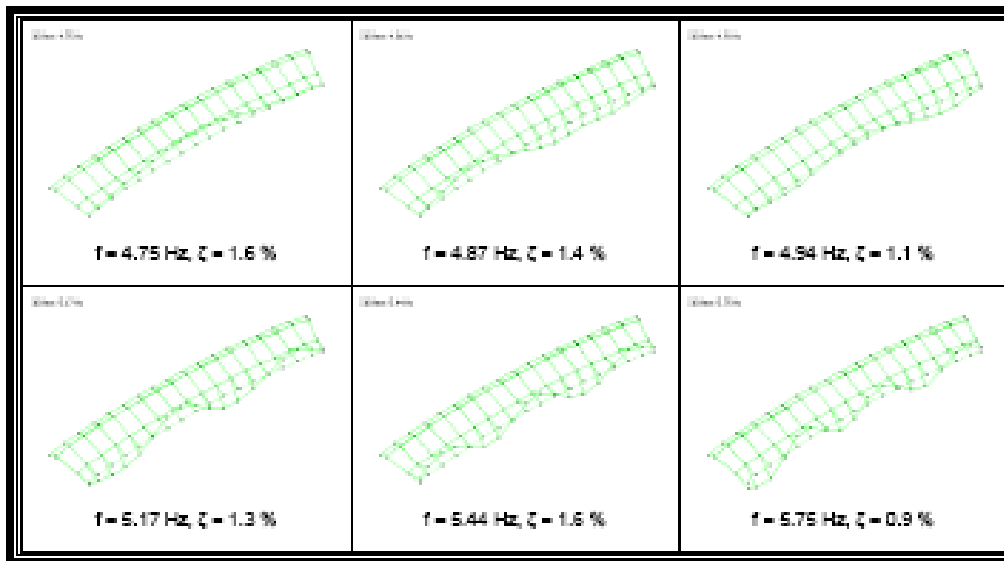 f = 4.75 Hz, ζ = 1.6 %
f = 4.87 Hz, ζ = 1.4 %
f = 4.94 Hz, ζ = 1.1 %
f = 5.17 Hz, ζ = 1.3 %
f = 5.44 Hz, ζ = 1.6 %
f = 5.75 Hz, ζ = 0.9 %